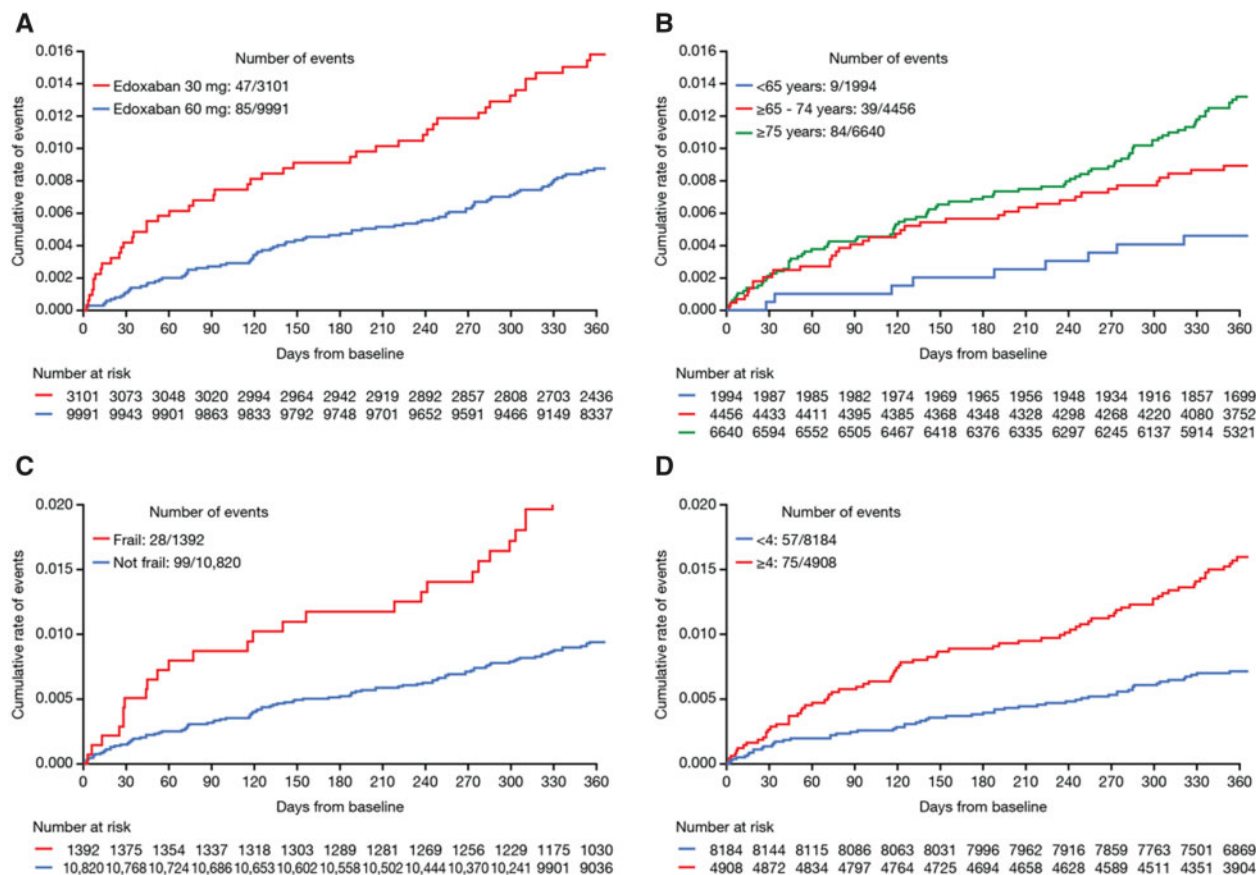 A
Number of events
Edoxaban 30 mg: 47/3101
Edoxaban 60 mg: 85/9991
Cumulative rate of events
0.016
0.014
0.012
0.010
0.008
0.006
0.004
0.002
0.000
0 30 60 90 120 150 180 210 240 270 300 330 360
Days from baseline
Number at risk
3101 3073 3048 3020 2994 2964 2942 2919 2892 2857 2808 2703 2436
9991 9943 9901 9863 9833 9792 9748 9701 9652 9591 9466 9149 8337
B
Number of events
<65 years: 9/1994
≥65 - 74 years: 39/4456
≥75 years: 84/6640
Cumulative rate of events
0.016
0.014
0.012
0.010
0.008
0.006
0.004
0.002
0.000
0 30 60 90 120 150 180 210 240 270 300 330 360
Days from baseline
Number at risk
1994 1987 1985 1982 1974 1969 1965 1956 1948 1934 1916 1857 1699
4456 4433 4411 4395 4385 4368 4348 4328 4298 4268 4220 4080 3752
6640 6594 6552 6505 6467 6418 6376 6335 6297 6245 6137 5914 5321
C
Number of events
Frail: 28/1392
Not frail: 99/10,820
Cumulative rate of events
0.020
0.015
0.010
0.005
0.000
0 30 60 90 120 150 180 210 240 270 300 330 360
Days from baseline
Number at risk
1392 1375 1354 1337 1318 1303 1289 1281 1269 1256 1229 1175 1030
10,820 10,768 10,724 10,686 10,653 10,602 10,558 10,502 10,444 10,370 10,241 9901 9036
D
Number of events
<4: 57/8184
≥4: 75/4908
Cumulative rate of events
0.020
0.015
0.010
0.005
0.000
0 30 60 90 120 150 180 210 240 270 300 330 360
Days from baseline
Number at risk
8184 8144 8115 8086 8063 8031 7996 7962 7916 7859 7763 7501 6869
4908 4872 4834 4797 4764 4725 4694 4658 4628 4589 4511 4351 3904